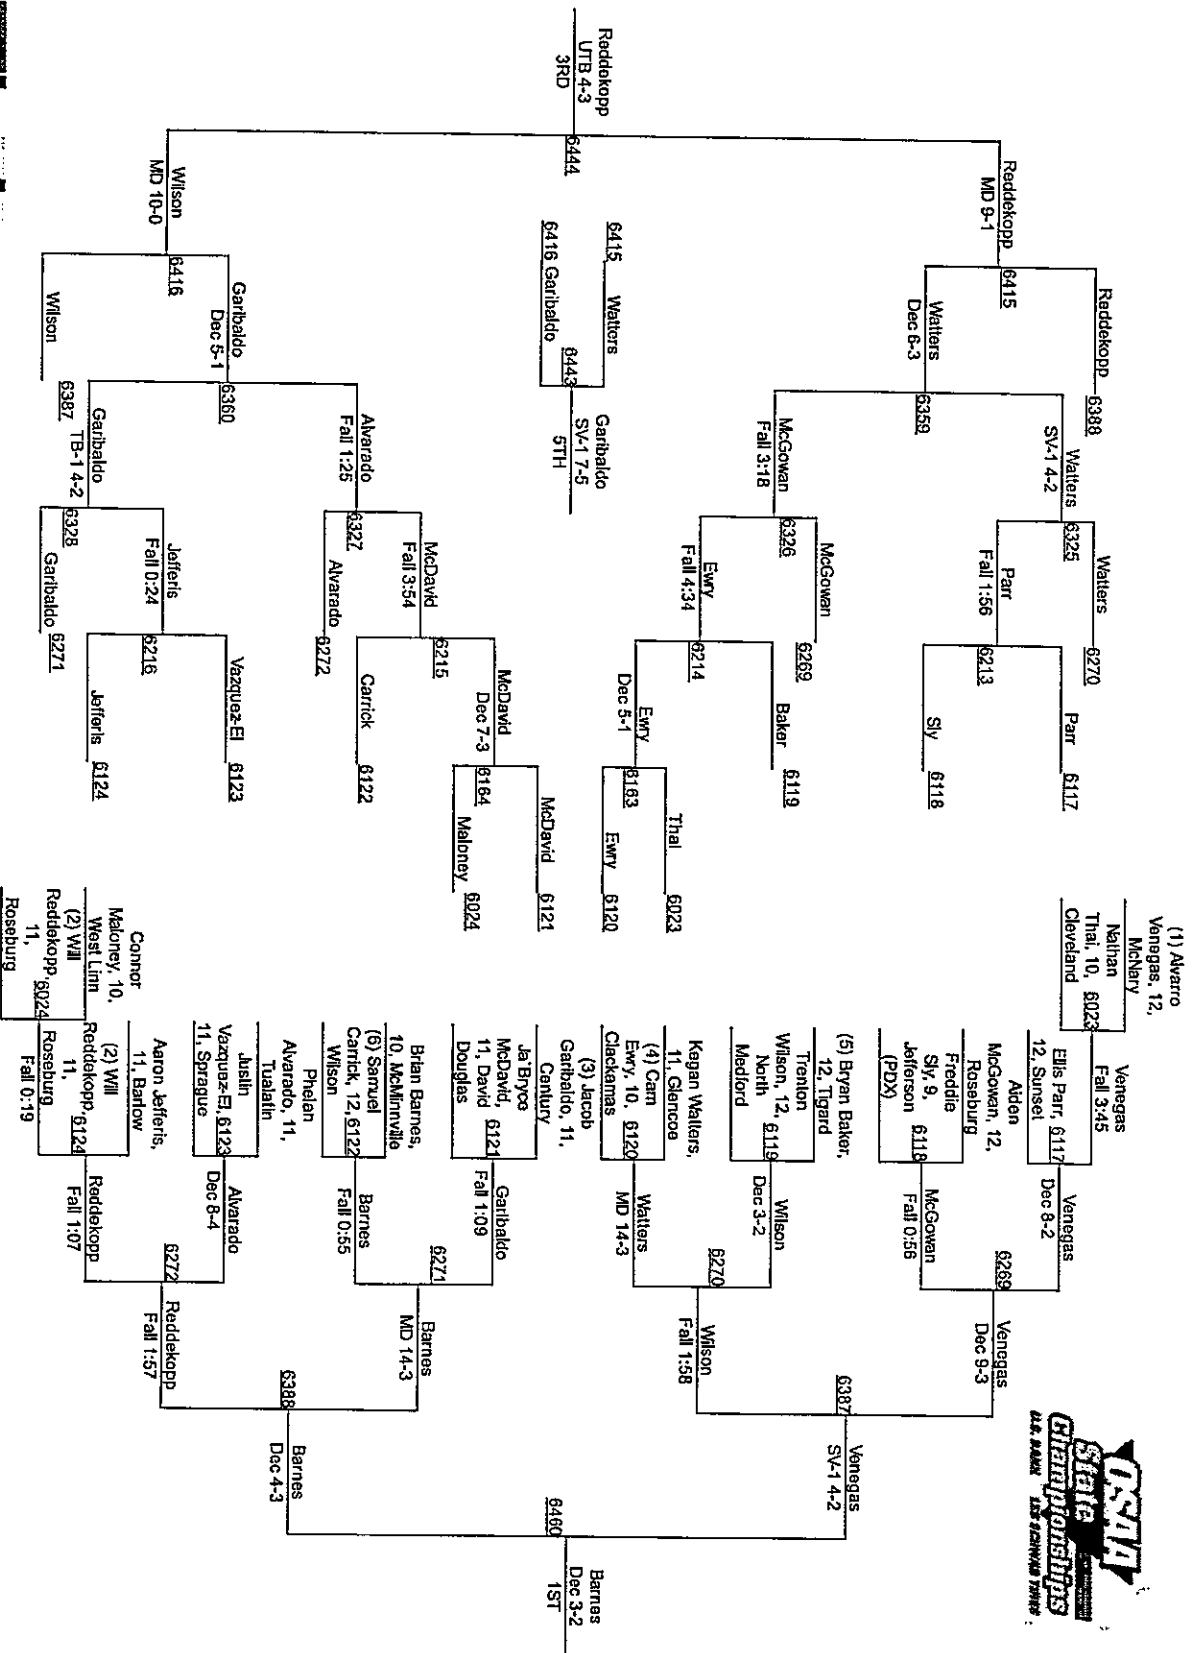 OSAA
State
Championships
U.S. BANK LES SCHWAB TIRES
(1) Alvarro
Venegas, 12,
McNary
Nathan
Thai, 10,
Cleveland
6023
Venegas
Fall 3:45
Ellis Parr,
12, Sunset
6117
Venegas
Dec 8-2
Aiden
McGowan, 12,
Roseburg
Freddie
Sly, 9,
Jefferson
(PDX)
6118
McGowan
Fall 0:56
6269
Venegas
Dec 9-3
(5) Bryan Baker,
12, Tigard
Trenton
Wilson, 12,
North
Medford
6119
Wilson
Dec 3-2
Kegan Watters,
11, Glencoe
(4) Cam
Ewry, 10,
Clackamas
6120
Watters
MD 14-3
6270
Wilson
Fall 1:58
6387
Venegas
SV-1 4-2
(3) Jacob
Garibaldo, 11,
Century
Ja'Bryce
McDavid,
11, David
Douglas
6121
Garibaldo
Fall 1:09
Brian Barnes,
10, McMinnville
(6) Samuel
Carrick, 12,
Wilson
6122
Barnes
Fall 0:55
6271
Barnes
MD 14-3
Phelan
Alvarado, 11,
Tualatin
Justin
Vazquez-El,
11, Sprague
6123
Alvarado
Dec 8-4
Aaron Jefferis,
11, Barlow
(2) Will
Reddekopp,
11,
Roseburg
6124
Reddekopp
Fall 1:07
Connor
Maloney, 10,
West Linn
(2) Will
Reddekopp,
11,
Roseburg
6024
Fall 0:19
6272
Reddekopp
Fall 1:57
6388
Barnes
Dec 4-3
6460
Barnes
Dec 3-2
1ST
Parr 6117
Sly 6118
6213
Parr
Fall 1:56
Watters 6270
6325
Watters
SV-1 4-2
Thai 6023
Ewry 6120
6163
Ewry
Dec 5-1
Baker 6119
6214
Ewry
Fall 4:34
McGowan 6269
6326
McGowan
Fall 3:18
6359
Watters
Dec 6-3
Reddekopp 6388
6415
Reddekopp
MD 9-1
McDavid 6121
Maloney 6024
6164
McDavid
Dec 7-3
Carrick 6122
6215
McDavid
Fall 3:54
Alvarado 6272
6327
Alvarado
Fall 1:25
Vazquez-El 6123
Jefferis 6124
6216
Jefferis
Fall 0:24
Garibaldo 6271
6328
Garibaldo
TB-1 4-2
6360
Garibaldo
Dec 5-1
Wilson 6387
6416
Wilson
MD 10-0
6444
Reddekopp
UTB 4-3
3RD
6415 Watters
6416 Garibaldo
6443
Garibaldo
SV-1 7-5
5TH